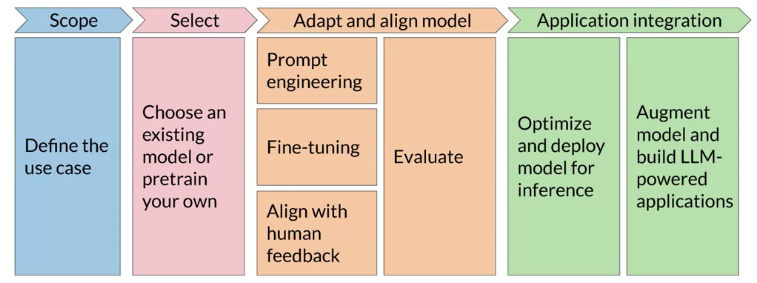 Scope
Select
Adapt and align model
Application integration
Define the
use case
Choose an
existing
model or
pretrain
your own
Prompt
engineering
Fine-tuning
Align with
human
feedback
Evaluate
Optimize
and deploy
model for
inference
Augment
model and
build LLM-
powered
applications